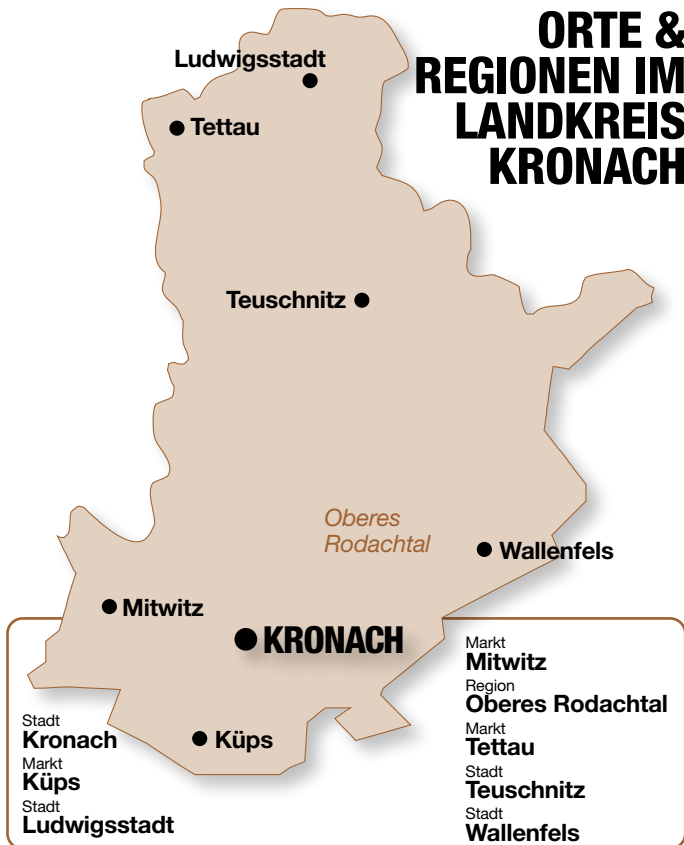 ORTE &
REGIONEN IM
LANDKREIS
KRONACH
Ludwigsstadt
Tettau
Teuschnitz
Oberes
Rodachtal
Wallenfels
Mitwitz
KRONACH
Küps
Stadt
Kronach
Markt
Küps
Stadt
Ludwigsstadt
Markt
Mitwitz
Region
Oberes Rodachtal
Markt
Tettau
Stadt
Teuschnitz
Stadt
Wallenfels